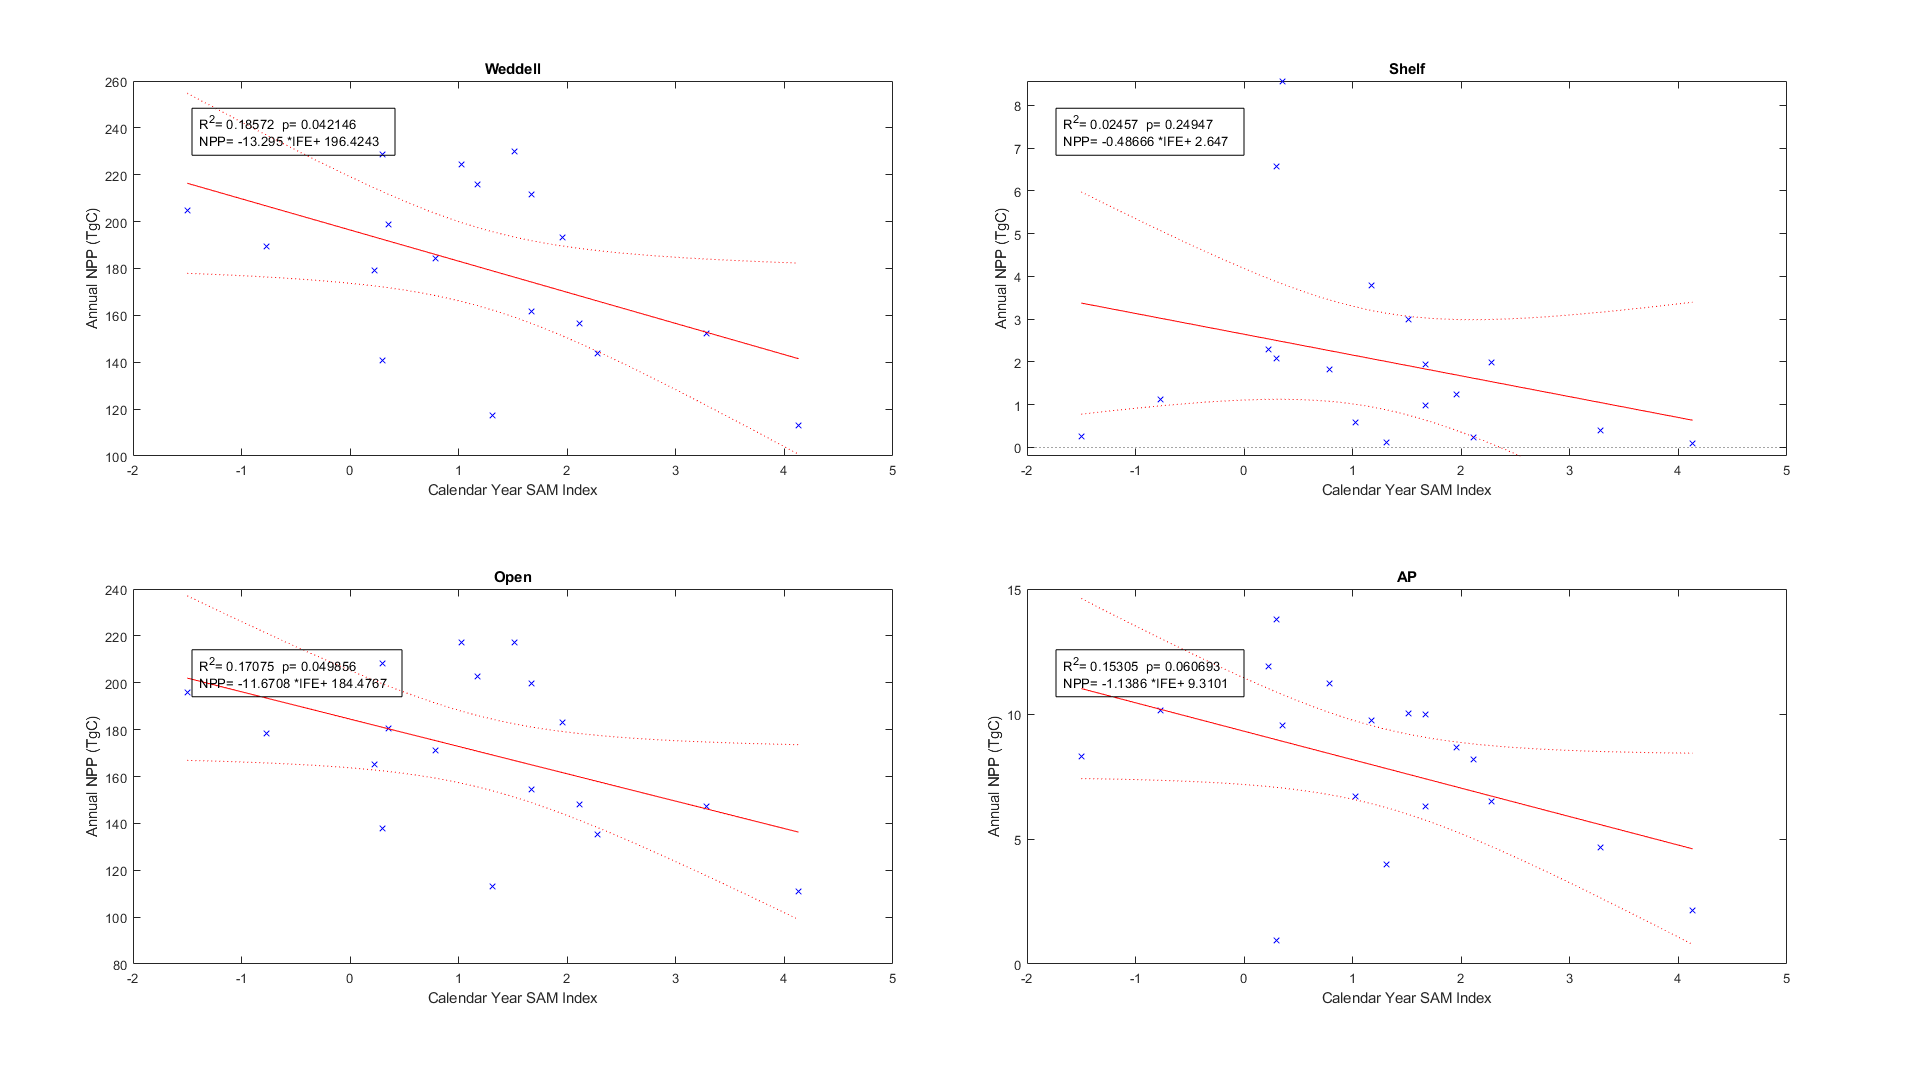 Weddell
260
240
220
200
180
160
140
120
100
Annual NPP (TgC)
R2= 0.18572 p= 0.042146
NPP= -13.295 *IFE+ 196.4243
-2 -1 0 1 2 3 4 5
Calendar Year SAM Index
Shelf
8
7
6
5
4
3
2
1
0
Annual NPP (TgC)
R2= 0.02457 p= 0.24947
NPP= -0.48666 *IFE+ 2.647
-2 -1 0 1 2 3 4 5
Calendar Year SAM Index
Open
240
220
200
180
160
140
120
100
80
Annual NPP (TgC)
R2= 0.17075 p= 0.049856
NPP= -11.6708 *IFE+ 184.4767
-2 -1 0 1 2 3 4 5
Calendar Year SAM Index
AP
15
10
5
0
Annual NPP (TgC)
R2= 0.15305 p= 0.060693
NPP= -1.1386 *IFE+ 9.3101
-2 -1 0 1 2 3 4 5
Calendar Year SAM Index